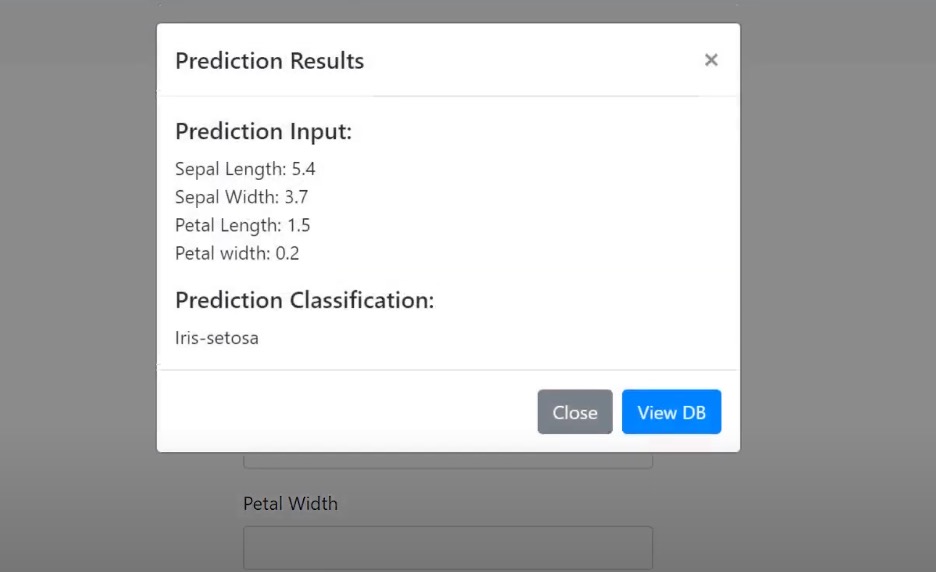 Prediction Results
×
Prediction Input:
Sepal Length: 5.4
Sepal Width: 3.7
Petal Length: 1.5
Petal width: 0.2
Prediction Classification:
Iris-setosa
Close View DB
Petal Width